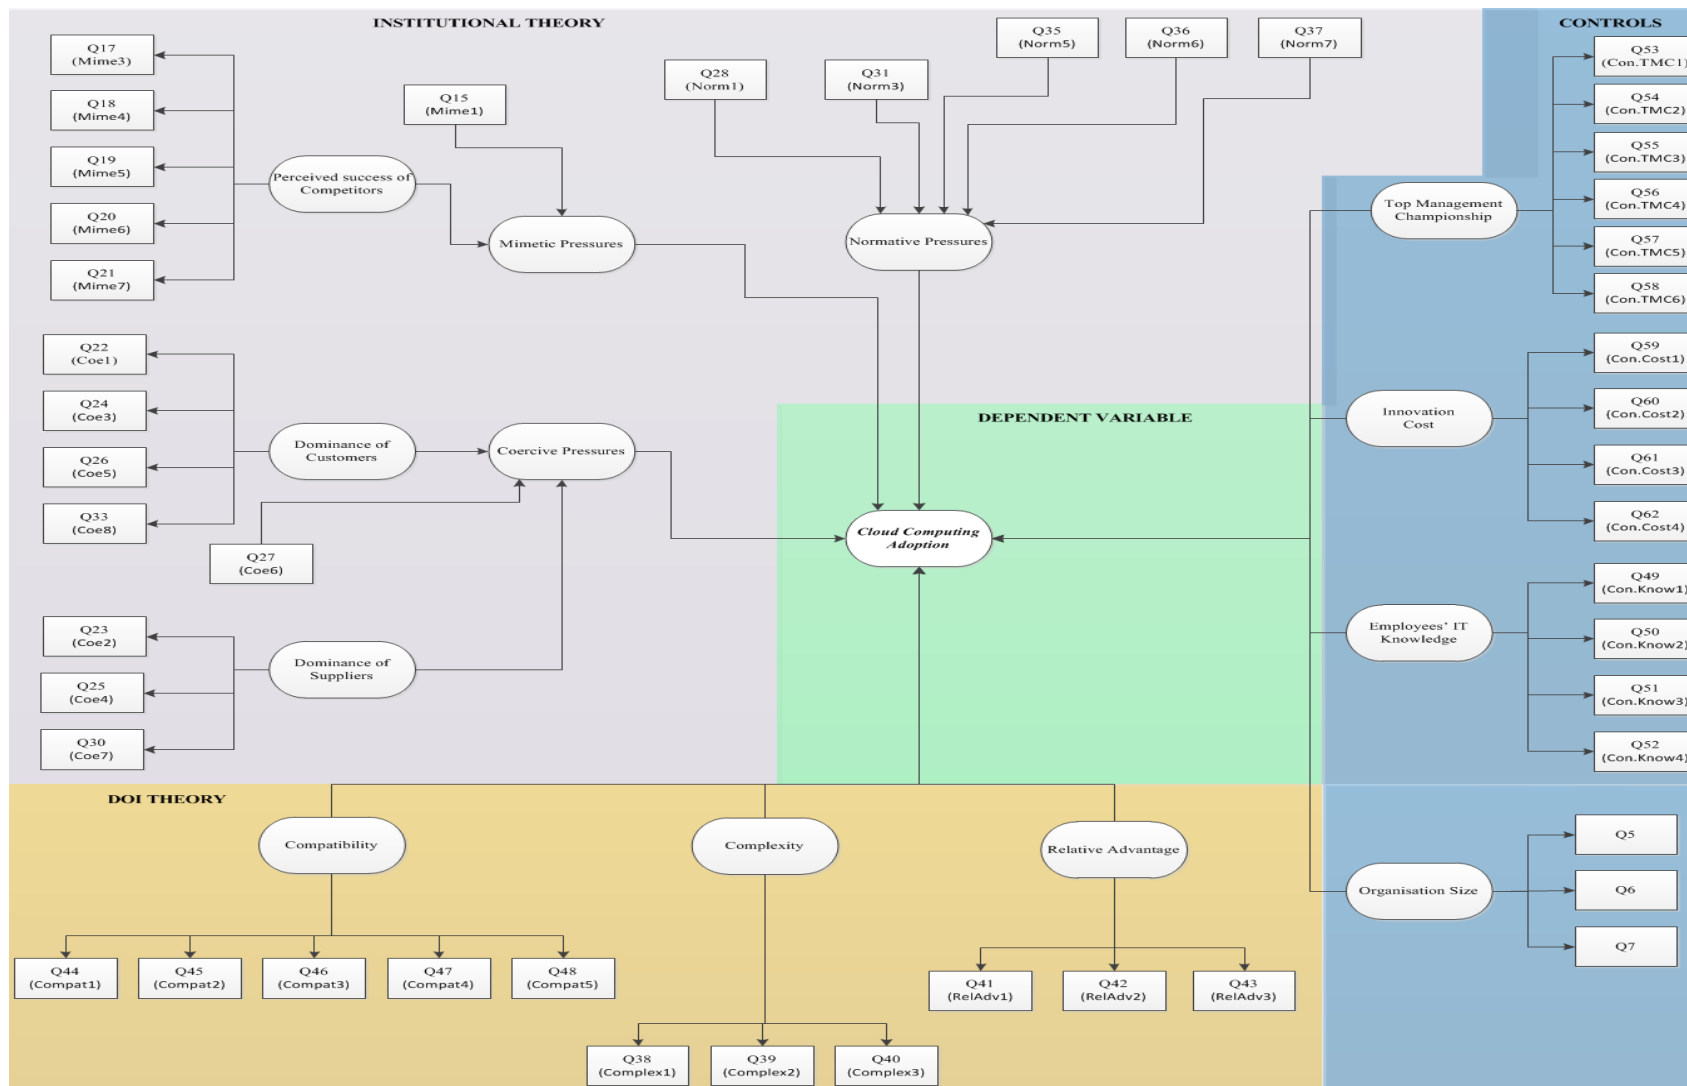 INSTITUTIONAL THEORY
Q17
(Mime3)
Q18
(Mime4)
Q19
(Mime5)
Q20
(Mime6)
Q21
(Mime7)
Perceived success of
Competitors
Q15
(Mime1)
Mimetic Pressures
Q28
(Norm1)
Q31
(Norm3)
Q35
(Norm5)
Q36
(Norm6)
Q37
(Norm7)
Normative Pressures
Q22
(Coe1)
Q24
(Coe3)
Q26
(Coe5)
Q33
(Coe8)
Dominance of
Customers
Coercive Pressures
Q27
(Coe6)
Q23
(Coe2)
Q25
(Coe4)
Q30
(Coe7)
Dominance of
Suppliers
DEPENDENT VARIABLE
Cloud Computing
Adoption
CONTROLS
Top Management
Championship
Q53
(Con.TMC1)
Q54
(Con.TMC2)
Q55
(Con.TMC3)
Q56
(Con.TMC4)
Q57
(Con.TMC5)
Q58
(Con.TMC6)
Innovation
Cost
Q59
(Con.Cost1)
Q60
(Con.Cost2)
Q61
(Con.Cost3)
Q62
(Con.Cost4)
Employees’ IT
Knowledge
Q49
(Con.Know1)
Q50
(Con.Know2)
Q51
(Con.Know3)
Q52
(Con.Know4)
Organisation Size
Q5
Q6
Q7
DOI THEORY
Compatibility
Q44
(Compat1)
Q45
(Compat2)
Q46
(Compat3)
Q47
(Compat4)
Q48
(Compat5)
Complexity
Q38
(Complex1)
Q39
(Complex2)
Q40
(Complex3)
Relative Advantage
Q41
(RelAdv1)
Q42
(RelAdv2)
Q43
(RelAdv3)